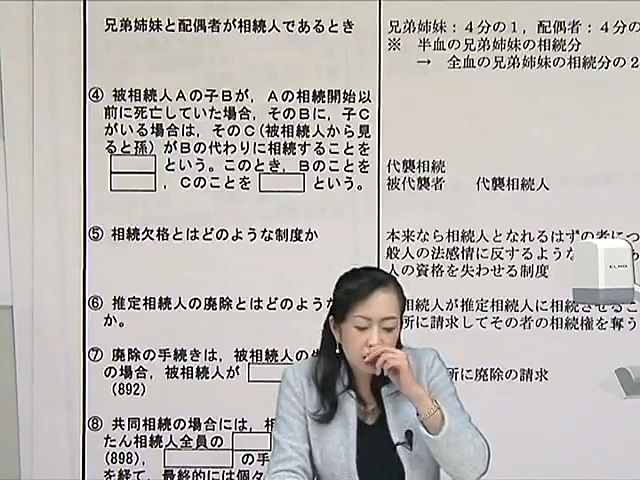 兄弟姉妹と配偶者が相続人であるとき
兄弟姉妹：４分の１，配偶者：４分の
※　半血の兄弟姉妹の相続分
→　全血の兄弟姉妹の相続分の２
④　被相続人Ａの子Ｂが，Ａの相続開始以
前に死亡していた場合，そのＢに，子Ｃ
がいる場合は，そのＣ（被相続人から見
ると孫）がＢの代わりに相続することを
という。このとき，Ｂのことを
，Ｃのことを　という。
代襲相続
被代襲者　代襲相続人
⑤　相続欠格とはどのような制度か
本来なら相続人となれるはずの者につ
般人の法感情に反するような
人の資格を失わせる制度
⑥　推定相続人の廃除とはどのような
か。
相続人が推定相続人に相続させるこ
所に請求してその者の相続権を奪う
⑦　廃除の手続きは，被相続人の
の場合，被相続人が
(892)
所に廃除の請求
⑧　共同相続の場合には，相
たん相続人全員の
(898)，　の手
を経て，最終的には個々
ELMO